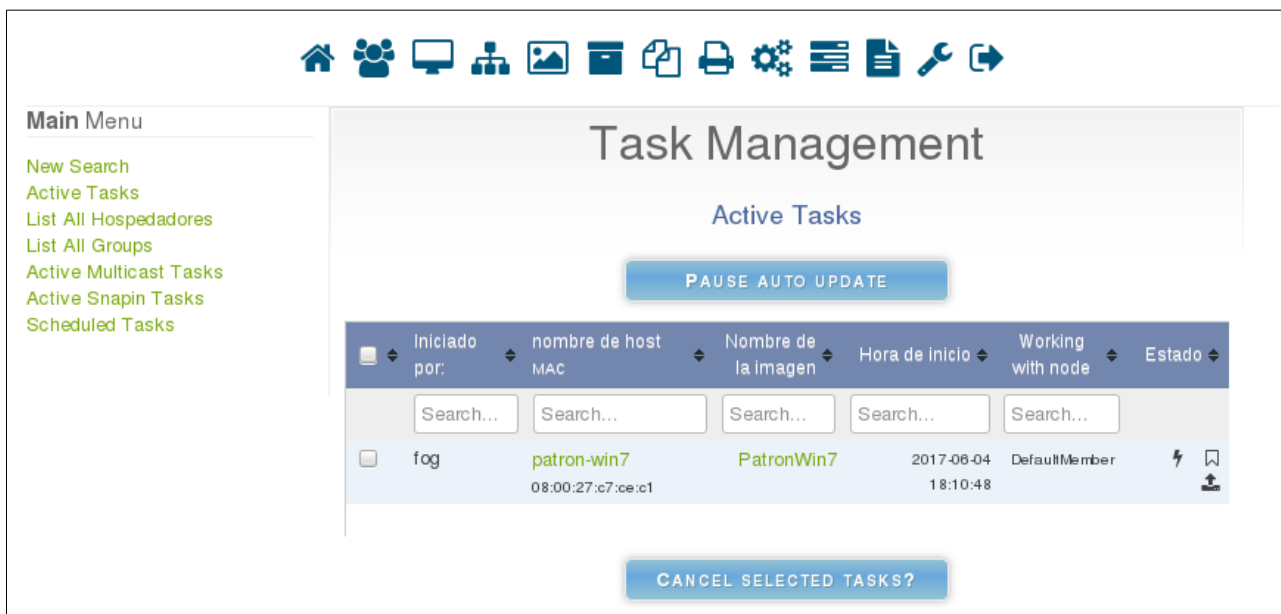 Main Menu
New Search
Active Tasks
List All Hospedadores
List All Groups
Active Multicast Tasks
Active Snapin Tasks
Scheduled Tasks
Task Management
Active Tasks
PAUSE AUTO UPDATE
Iniciado por:
nombre de host MAC
Nombre de la imagen
Hora de inicio
Working with node
Estado
Search...
Search...
Search...
Search...
Search...
fog
patron-win7
08:00:27:c7:ce:c1
PatronWin7
2017-06-04
18:10:48
DefaultMember
CANCEL SELECTED TASKS?